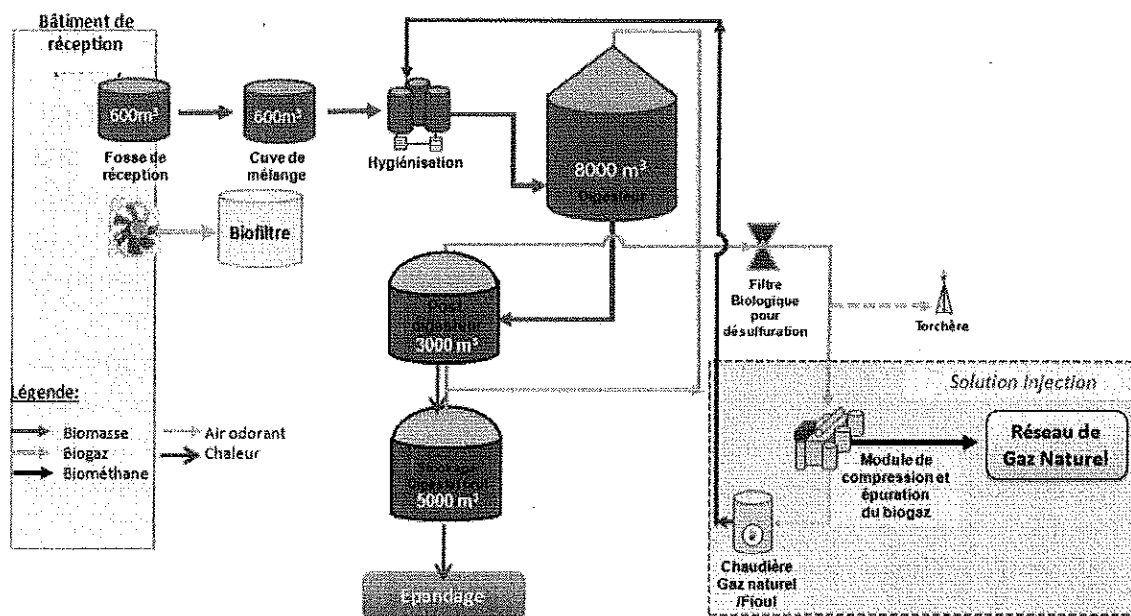 Bâtiment de
réception
600m³
600m³
Fosse de
réception
Cuve de
mélange
Hygiénisation
8000 m³
Digesteur
Biofiltre
Filtre
Biologique
pour
désulfuration
Torchère
Post
digesteur
3000 m³
Légende:
Biomasse
Biogaz
Biométhane
Air odorant
Chaleur
Stockage
5000 m³
Epandage
Solution Injection
Réseau de
Gaz Naturel
Module de
compression et
épuration
du biogaz
Chaudière
Gaz naturel
/Fioul